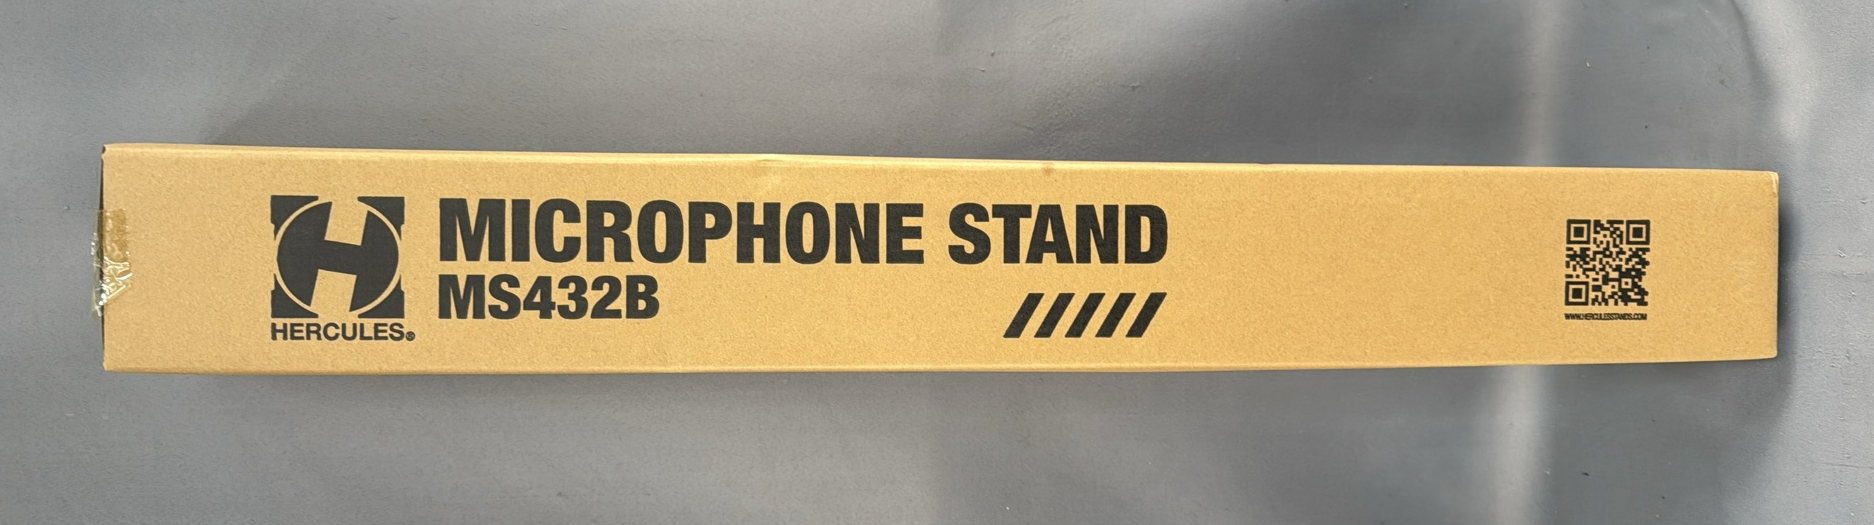 MICROPHONE STAND
MS432B
HERCULES®
WWW.HERCULESSTANDS.COM